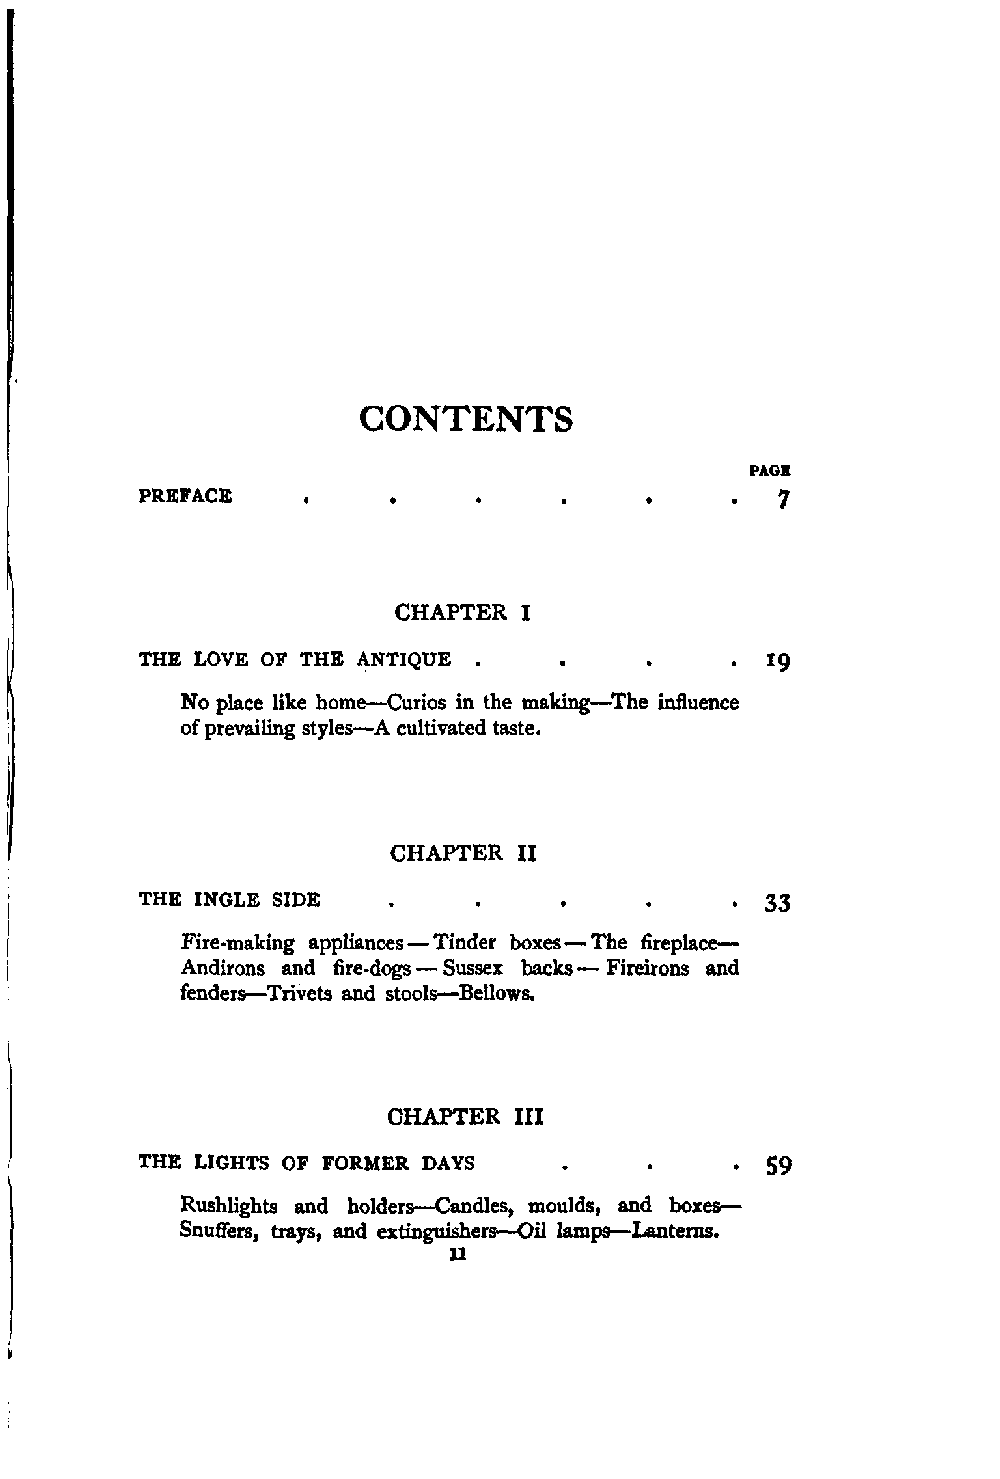 CONTENTS
PAGE
PREFACE . . . . . . 7
CHAPTER I
THE LOVE OF THE ANTIQUE . . . . 19
No place like home—Curios in the making—The influence
of prevailing styles—A cultivated taste.
CHAPTER II
THE INGLE SIDE . . . . . 33
Fire-making appliances—Tinder boxes—The fireplace—
Andirons and fire-dogs—Sussex backs—Fireirons and
fenders—Trivets and stools—Bellows.
CHAPTER III
THE LIGHTS OF FORMER DAYS . . . 59
Rushlights and holders—Candles, moulds, and boxes—
Snuffers, trays, and extinguishers—Oil lamps—Lanterns.
11